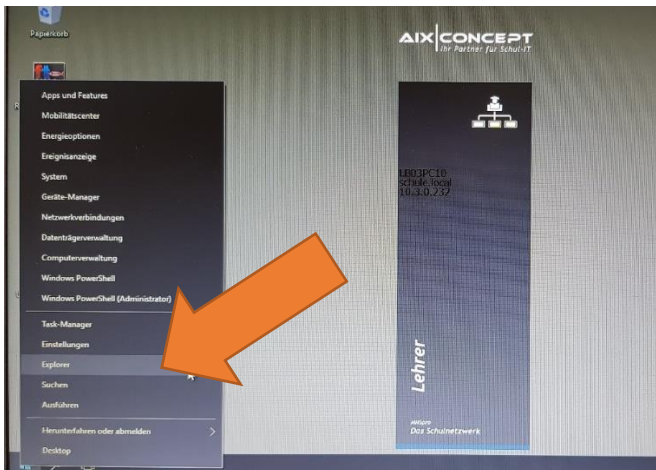 Papierkorb
AIX CONCEPT
Ihr Partner für Schul-IT
Apps und Features
Mobilitätscenter
Energieoptionen
Ereignisanzeige
System
Geräte-Manager
Netzwerkverbindungen
Datenträgerverwaltung
Computerverwaltung
Windows PowerShell
Windows PowerShell (Administrator)
Task-Manager
Einstellungen
Explorer
Suchen
Ausführen
Herunterfahren oder abmelden
Desktop
LB03PC10
schule.local
10.3.0.232
Lehrer
Das Schulnetzwerk